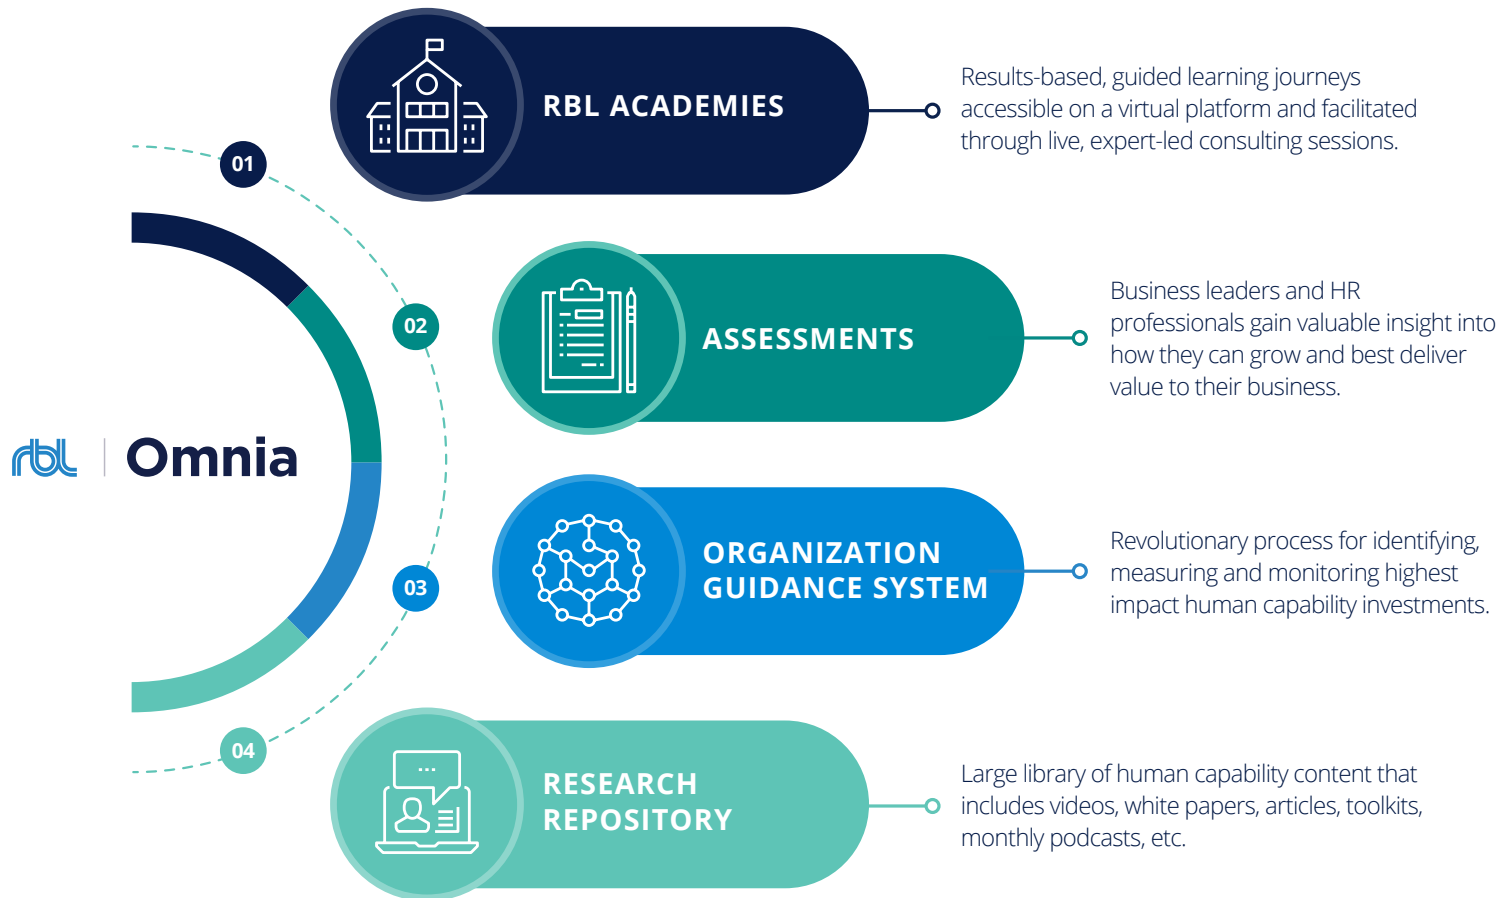 rbl | Omnia
01
RBL ACADEMIES
Results-based, guided learning journeys
accessible on a virtual platform and facilitated
through live, expert-led consulting sessions.
02
ASSESSMENTS
Business leaders and HR
professionals gain valuable insight into
how they can grow and best deliver
value to their business.
03
ORGANIZATION
GUIDANCE SYSTEM
Revolutionary process for identifying,
measuring and monitoring highest
impact human capability investments.
04
RESEARCH
REPOSITORY
Large library of human capability content that
includes videos, white papers, articles, toolkits,
monthly podcasts, etc.